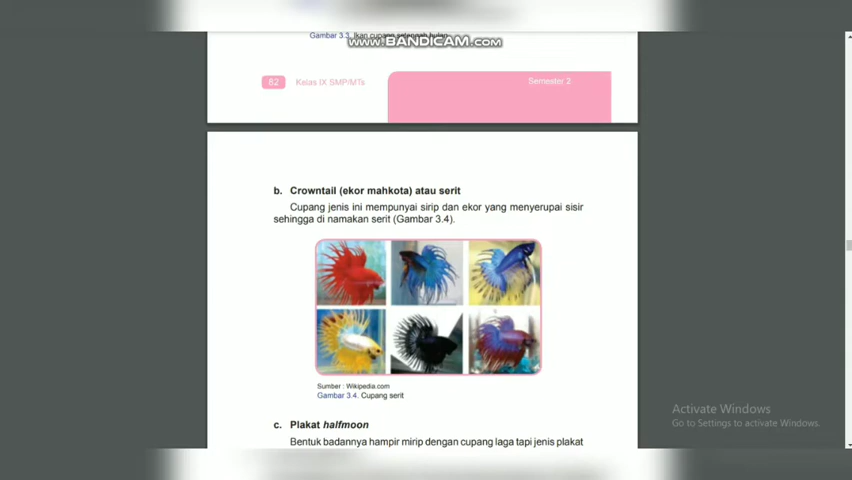 Gambar 3.3. Ikan cupang setengah bulan
www.BANDICAM.com
82 Kelas IX SMP/MTs
Semester 2
b. Crowntail (ekor mahkota) atau serit
Cupang jenis ini mempunyai sirip dan ekor yang menyerupai sisir
sehingga di namakan serit (Gambar 3.4).
Sumber : Wikipedia.com
Gambar 3.4. Cupang serit
c. Plakat halfmoon
Bentuk badannya hampir mirip dengan cupang laga tapi jenis plakat
Activate Windows
Go to Settings to activate Windows.